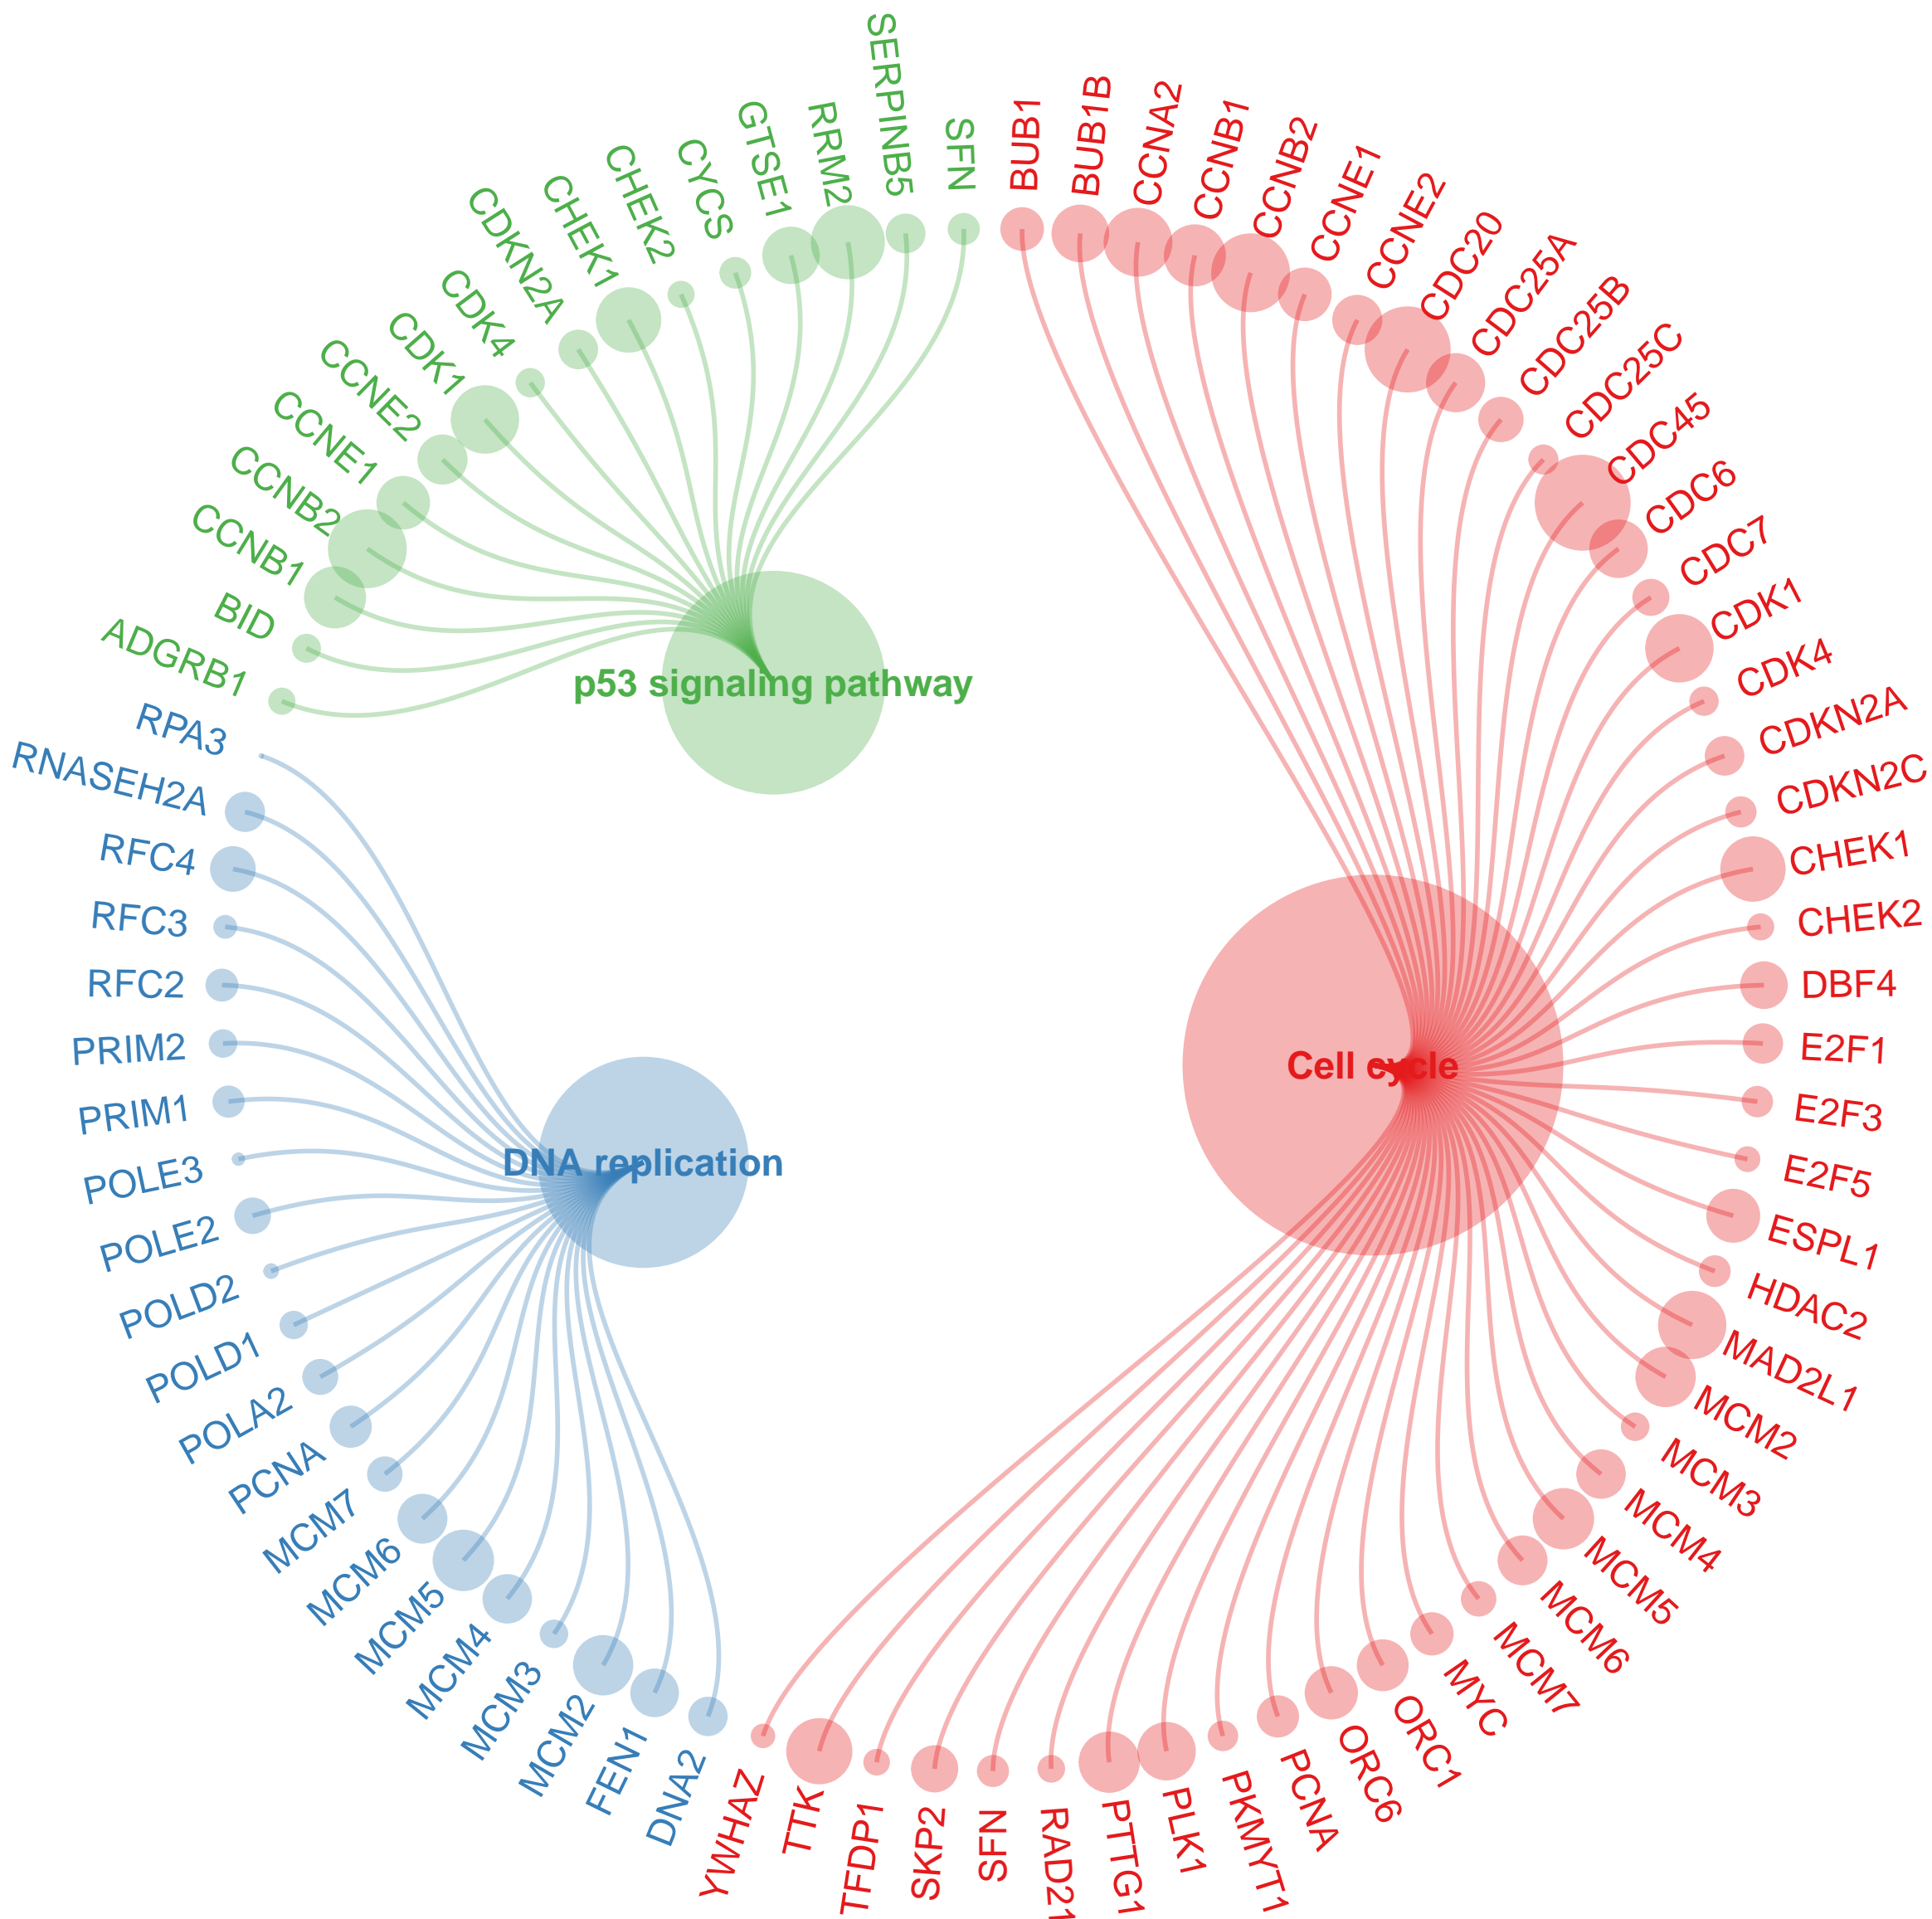 SERPINB5
SFN
RRM2
GTSE1
CYCS
CHEK2
CHEK1
CDKN2A
CDK4
CDK1
CCNE2
CCNE1
CCNB2
CCNB1
BID
ADGRB1
p53 signaling pathway
BUB1
BUB1B
CCNA2
CCNB1
CCNB2
CCNE1
CCNE2
CDC20
CDC25A
CDC25B
CDC25C
CDC45
CDC6
CDC7
CDK1
CDK4
CDKN2A
CDKN2C
CHEK1
CHEK2
DBF4
E2F1
E2F3
E2F5
ESPL1
HDAC2
MAD2L1
MCM2
MCM3
MCM4
MCM5
MCM6
MCM7
MYC
ORC1
ORC6
PCNA
PKMYT1
PLK1
PTTG1
RAD21
SFN
SKP2
TFDP1
TTK
YWHAZ
Cell cycle
RPA3
RNASEH2A
RFC4
RFC3
RFC2
PRIM2
PRIM1
POLE3
POLE2
POLD2
POLD1
POLA2
PCNA
MCM7
MCM6
MCM5
MCM4
MCM3
MCM2
FEN1
DNA2
DNA replication